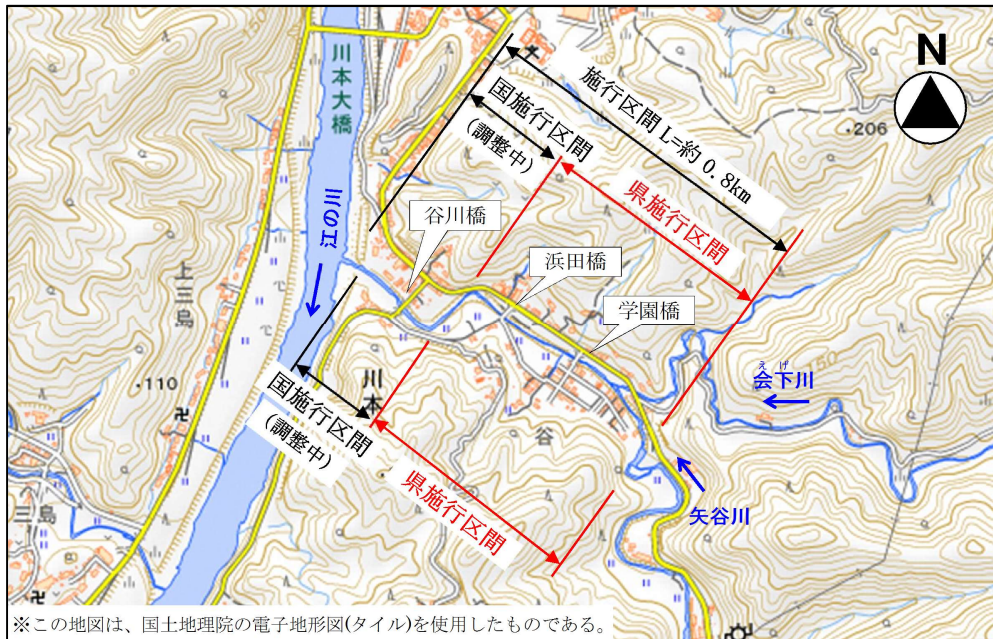 N
川本大橋
施行区間 L=約 0.8km
国施行区間
(調整中)
・206
150
県施行区間
谷川橋
江の川
浜田橋
上三島
学園橋
150
え げ
会下川
・110
川本
国施行区間
(調整中)
谷
県施行区間
矢谷川
三島
※この地図は、国土地理院の電子地形図(タイル)を使用したものである。